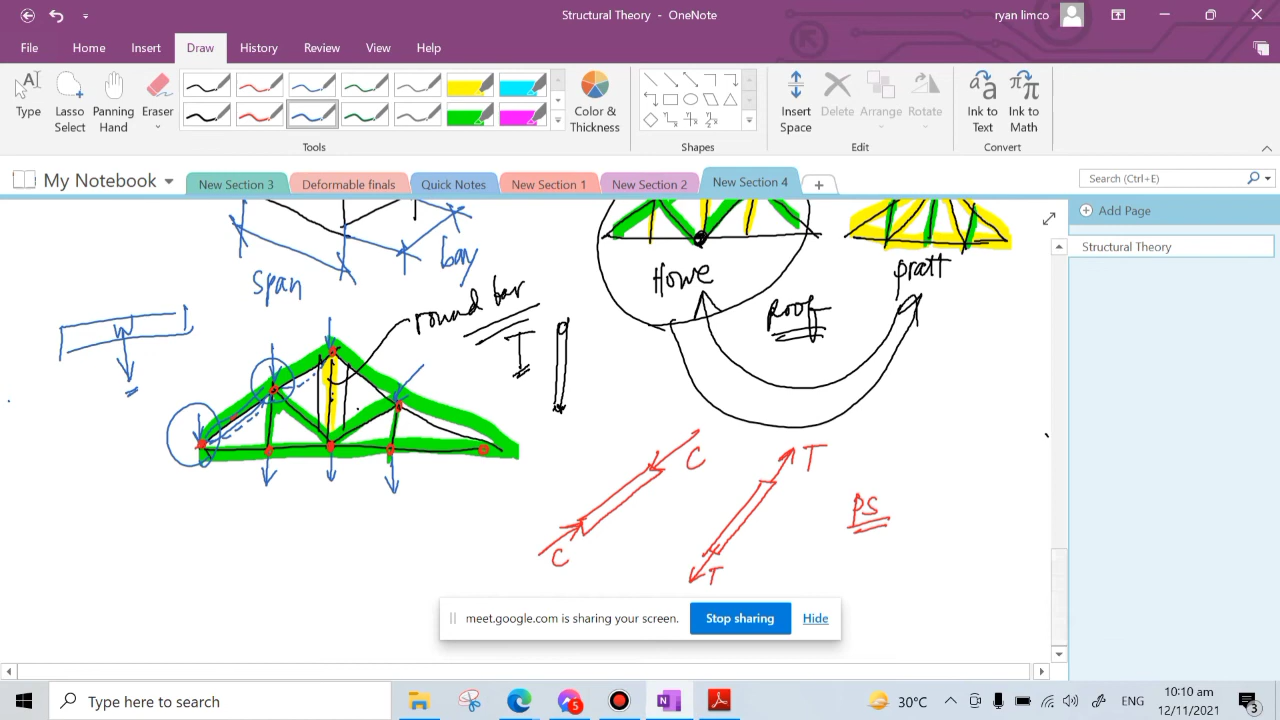 Structural Theory - OneNote
ryan limco
File
Home
Insert
Draw
History
Review
View
Help
Type
Lasso Select
Panning Hand
Eraser
Color & Thickness
Insert Space
Delete
Arrange
Rotate
Ink to Text
Ink to Math
Tools
Shapes
Edit
Convert
My Notebook
New Section 3
Deformable finals
Quick Notes
New Section 1
New Section 2
New Section 4
Search (Ctrl+E)
Add Page
Structural Theory
span
bay
Howe
pratt
roof
round bar
T
W
C
C
T
T
PS
meet.google.com is sharing your screen.
Stop sharing
Hide
Type here to search
5
30°C
ENG
10:10 am
12/11/2021
3